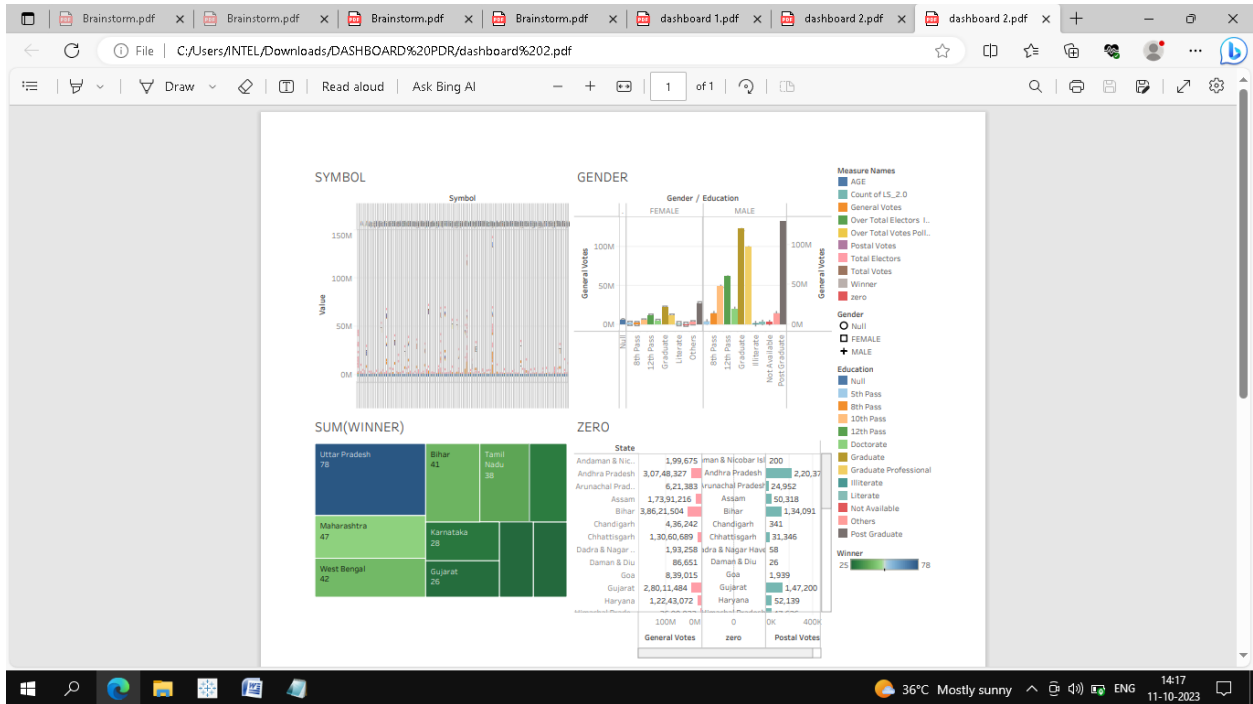 Brainstorm.pdf
Brainstorm.pdf
Brainstorm.pdf
Brainstorm.pdf
dashboard 1.pdf
dashboard 2.pdf
dashboard 2.pdf
File
C:/Users/INTEL/Downloads/DASHBOARD%20PDR/dashboard%202.pdf
Draw
Read aloud
Ask Bing AI
1
of 1
SYMBOL
Symbol
Value
150M
100M
50M
0M
GENDER
Gender / Education
FEMALE
MALE
General Votes
100M
50M
0M
100M
50M
0M
General Votes
Null
8th Pass
12th Pass
Graduate
Literate
Others
8th Pass
12th Pass
Graduate
Illiterate
Not Available
Post Graduate
Measure Names
AGE
Count of LS_2.0
General Votes
Over Total Electors I..
Over Total Votes Poll..
Postal Votes
Total Electors
Total Votes
Winner
zero
Gender
Null
FEMALE
MALE
Education
Null
5th Pass
8th Pass
10th Pass
12th Pass
Doctorate
Graduate
Graduate Professional
Illiterate
Literate
Not Available
Others
Post Graduate
Winner
25 78
SUM(WINNER)
Uttar Pradesh
78
Maharashtra
47
West Bengal
42
Bihar
41
Tamil
Nadu
38
Karnataka
28
Gujarat
26
ZERO
State
Andaman & Nic.. 1,99,675 200
Andhra Pradesh 3,07,48,327 Andhra Pradesh 2,20,37
Arunachal Prad.. 6,21,383 24,952
Assam 1,73,91,216 Assam 50,318
Bihar 3,86,21,504 Bihar 1,34,091
Chandigarh 4,36,242 Chandigarh 341
Chhattisgarh 1,30,60,689 Chhattisgarh 31,346
Dadra & Nagar .. 1,93,258 58
Daman & Diu 86,651 Daman & Diu 26
Goa 8,39,015 Goa 1,939
Gujarat 2,80,11,484 Gujarat 1,47,200
Haryana 1,22,43,072 Haryana 52,139
100M 0M 0 0K 400K
General Votes zero Postal Votes
36°C Mostly sunny
ENG
14:17
11-10-2023